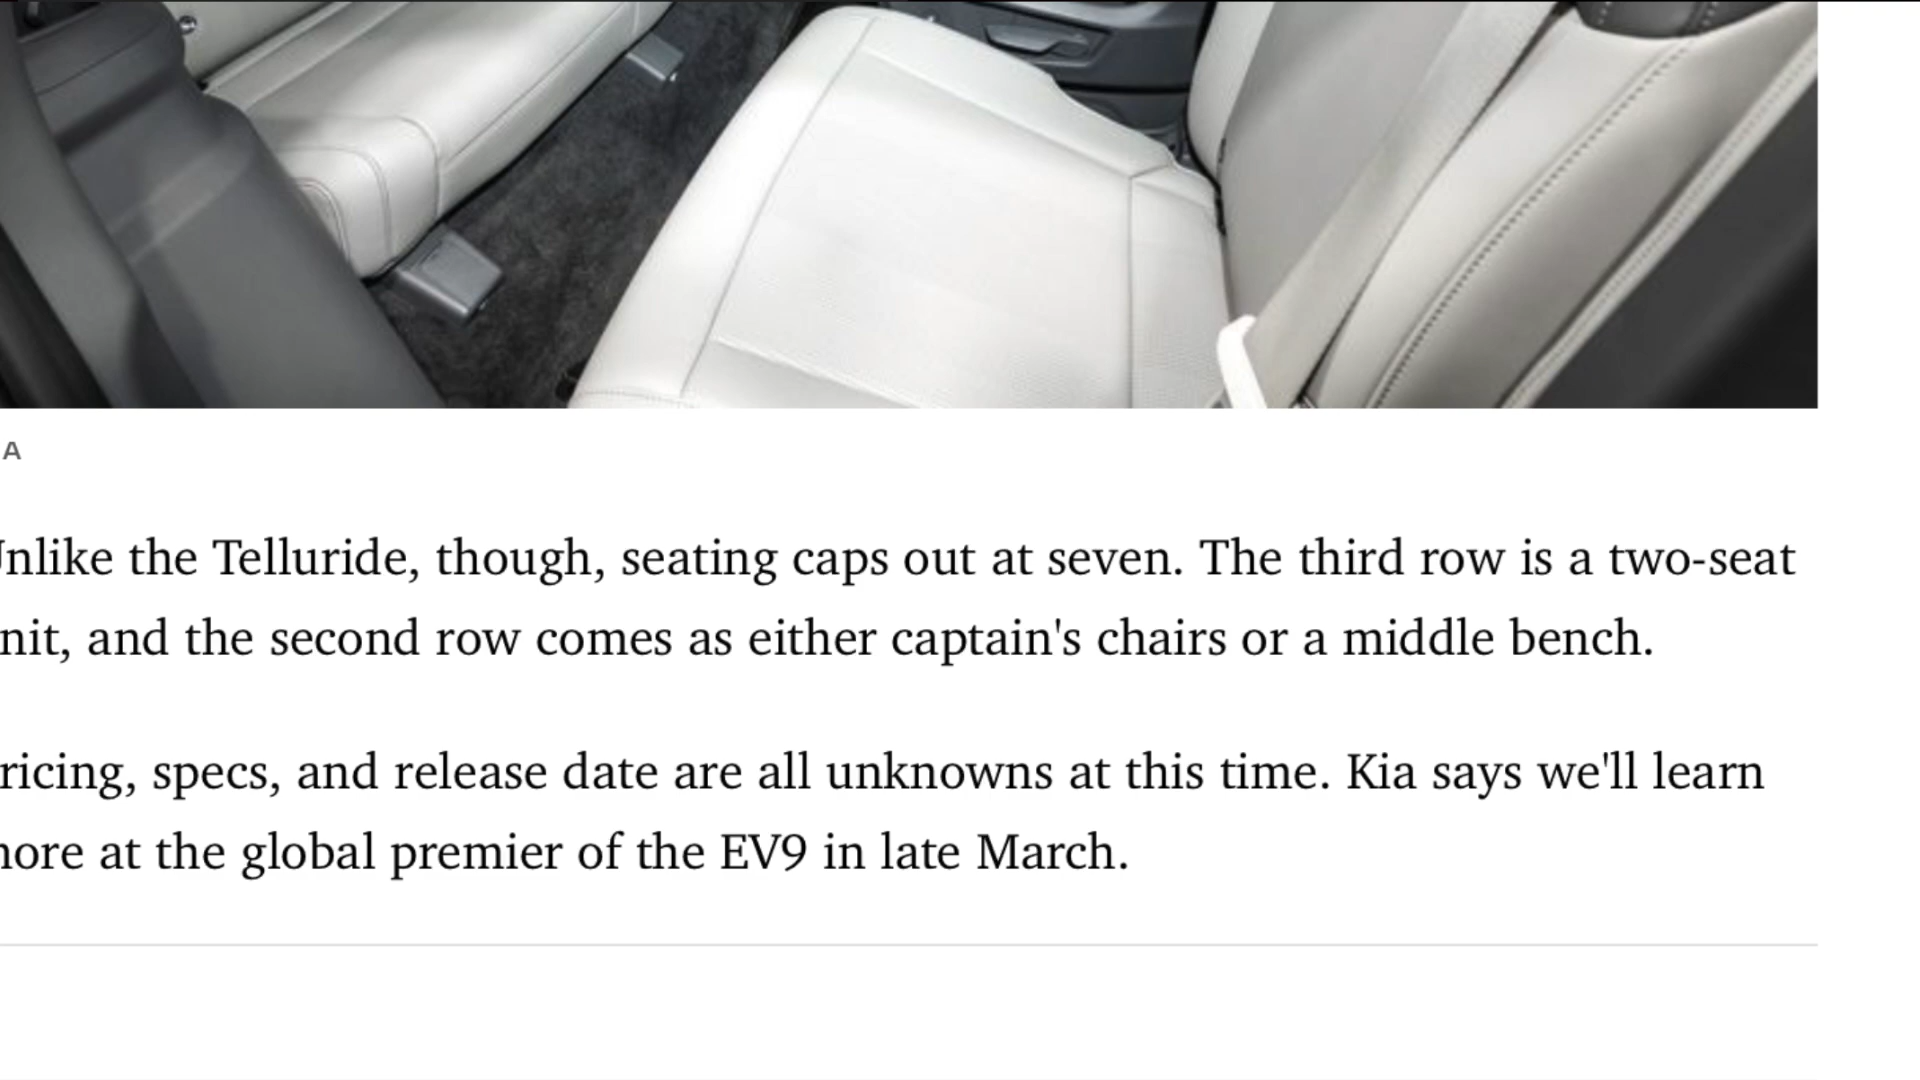 A
nlike the Telluride, though, seating caps out at seven. The third row is a two-seat
nit, and the second row comes as either captain's chairs or a middle bench.
ricing, specs, and release date are all unknowns at this time. Kia says we'll learn
ore at the global premier of the EV9 in late March.